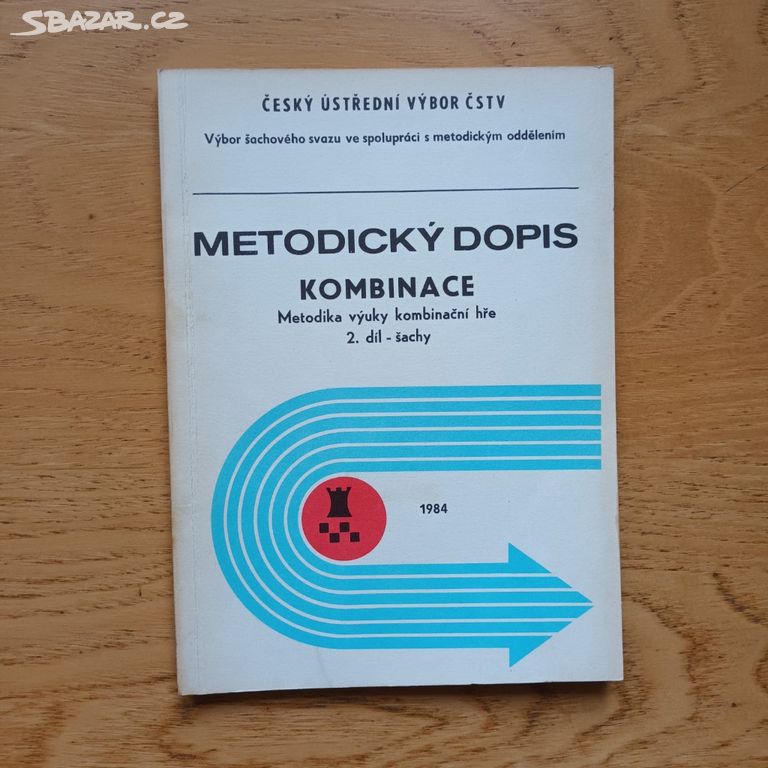 SBAZAR.CZ
ČESKÝ ÚSTŘEDNÍ VÝBOR ČSTV
Výbor šachového svazu ve spolupráci s metodickým oddělením
METODICKÝ DOPIS
KOMBINACE
Metodika výuky kombinační hře
2. díl - šachy
1984